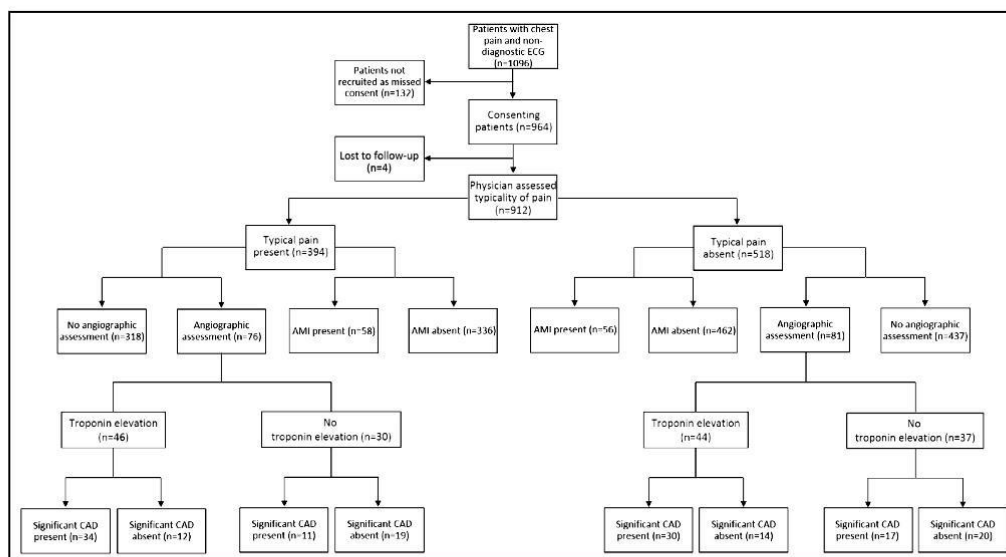 Patients with chest
pain and non-
diagnostic ECG
(n=1096)
Patients not
recruited as missed
consent (n=132)
Consenting
patients (n=964)
Lost to follow-up
(n=4)
Physician assessed
typicality of pain
(n=912)
Typical pain
present (n=394)
Typical pain
absent (n=518)
No angiographic
assessment (n=318)
Angiographic
assessment (n=76)
AMI present (n=58)
AMI absent (n=336)
AMI present (n=56)
AMI absent (n=462)
Angiographic
assessment (n=81)
No angiographic
assessment (n=437)
Troponin elevation
(n=46)
No
troponin elevation (n=30)
Troponin elevation
(n=44)
No
troponin elevation (n=37)
Significant CAD
present (n=34)
Significant CAD
absent (n=12)
Significant CAD
present (n=11)
Significant CAD
absent (n=19)
Significant CAD
present (n=30)
Significant CAD
absent (n=14)
Significant CAD
present (n=17)
Significant CAD
absent (n=20)